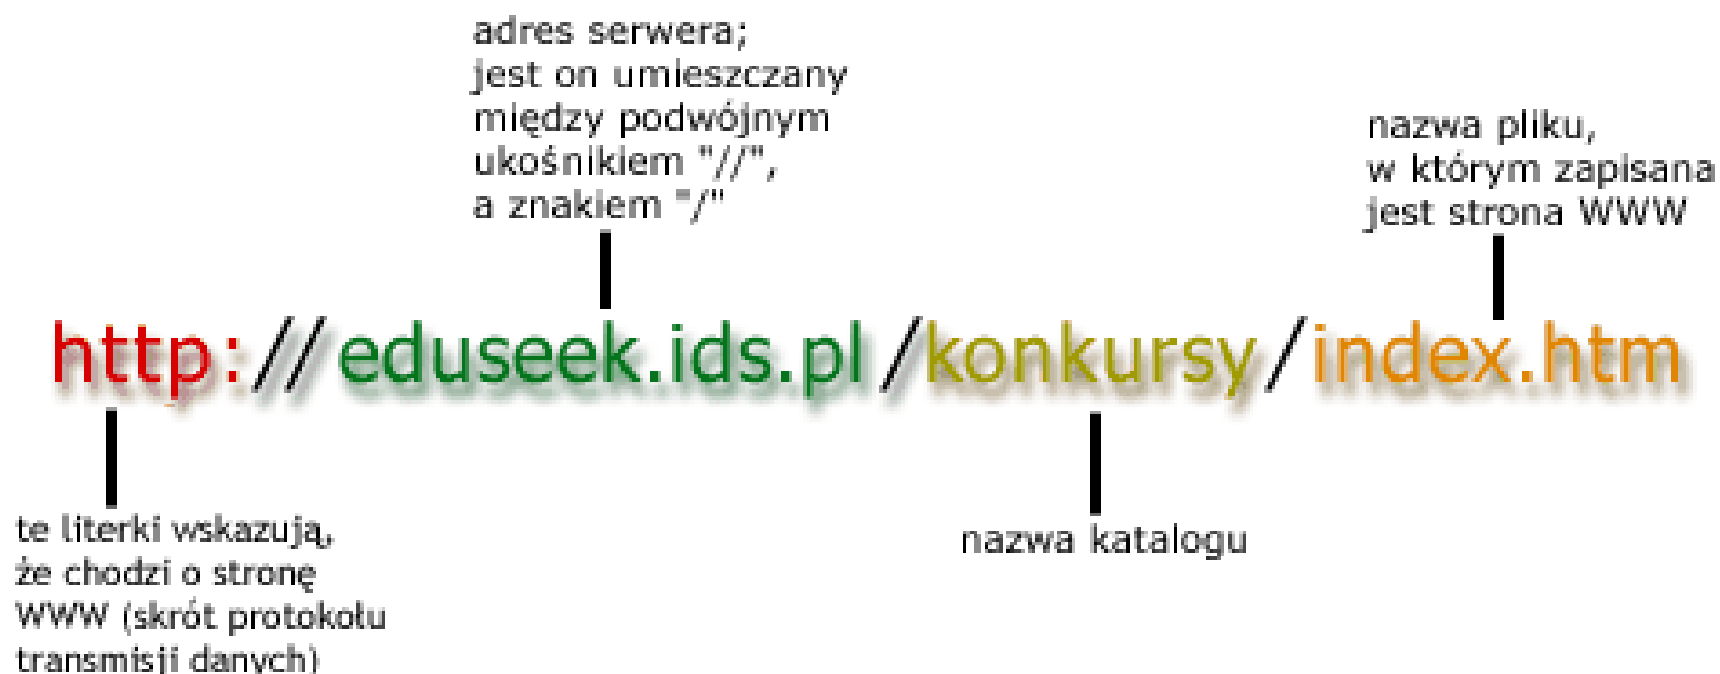 adres serwera;
jest on umieszczany
między podwójnym
ukośnikiem "//",
a znakiem "/"
nazwa pliku,
w którym zapisana
jest strona WWW
http://eduseek.ids.pl/konkursy/index.htm
te literki wskazują,
że chodzi o stronę
WWW (skrót protokołu
transmisji danych)
nazwa katalogu